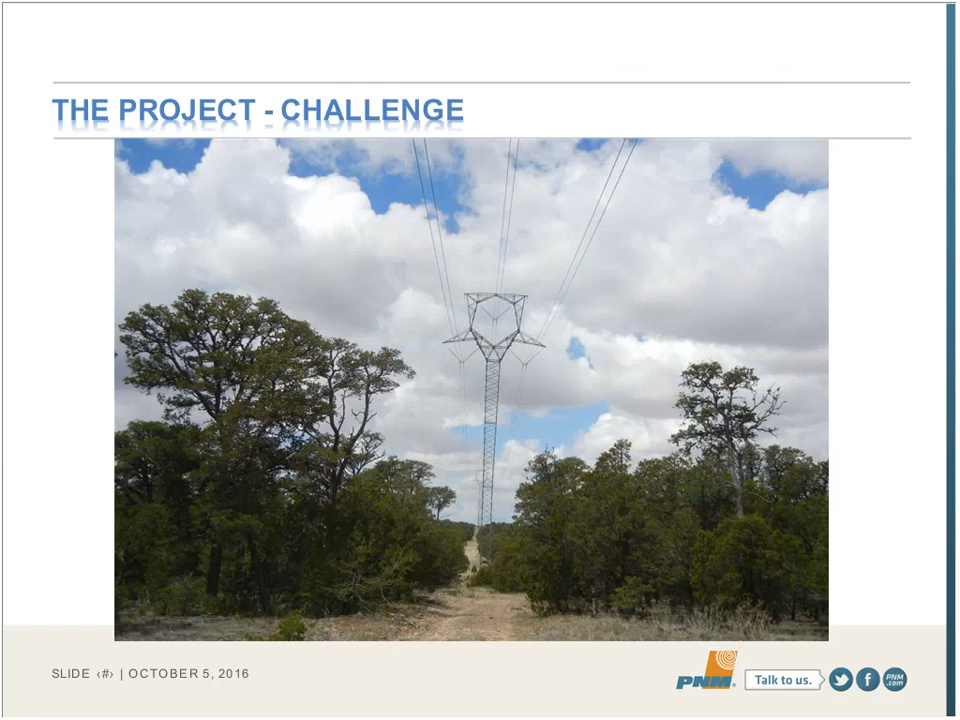 THE PROJECT - CHALLENGE
SLIDE ‹#› | OCTOBER 5, 2016
PNM
Talk to us.
PNM
.com